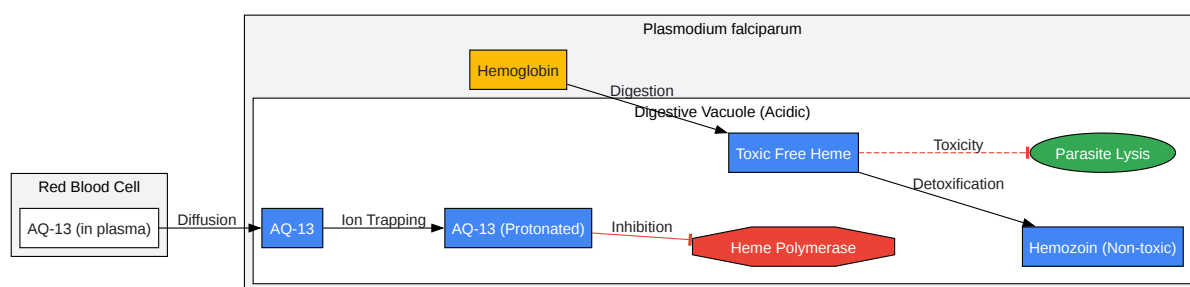 Plasmodium falciparum
Hemoglobin
Digestion
Digestive Vacuole (Acidic)
Toxic Free Heme
Toxicity
Parasite Lysis
Detoxification
Red Blood Cell
AQ-13 (in plasma)
Diffusion
AQ-13
Ion Trapping
AQ-13 (Protonated)
Inhibition
Heme Polymerase
Hemozoin (Non-toxic)